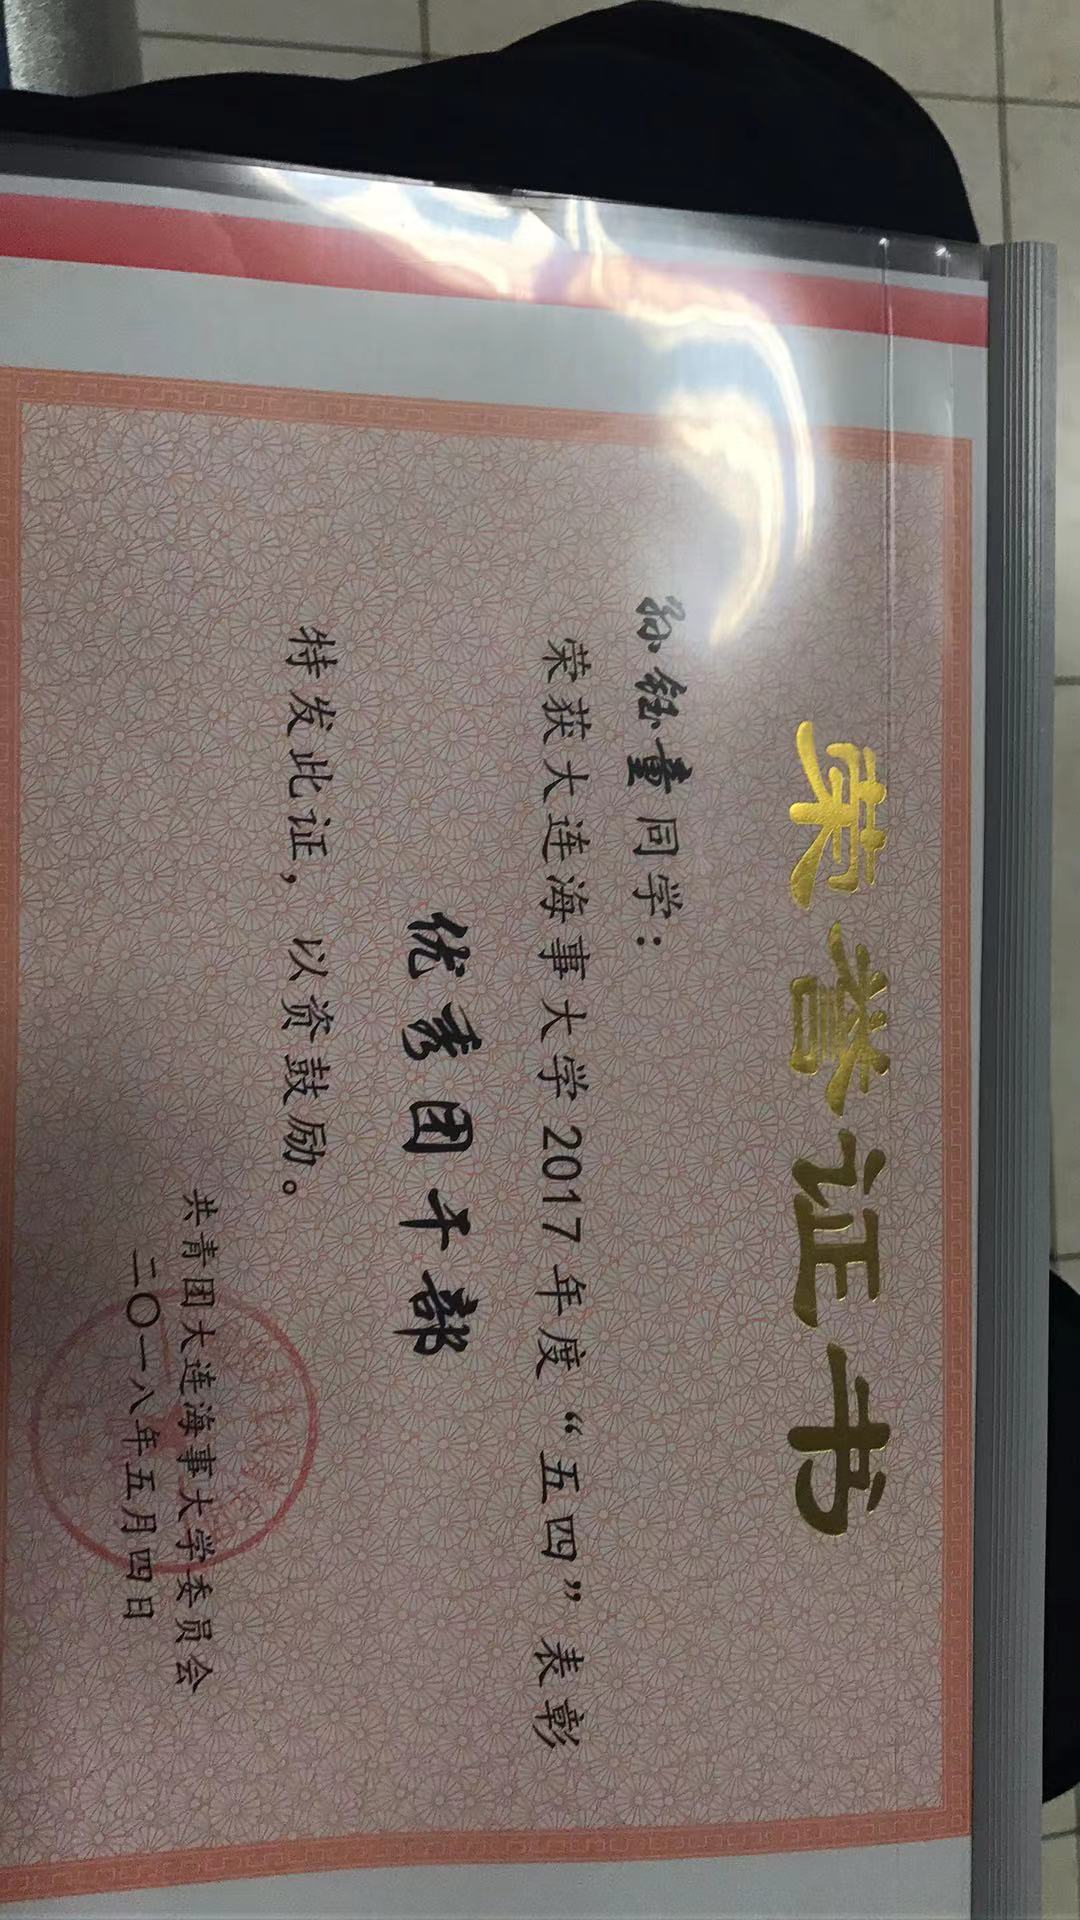 荣誉证书
孙钰童同学：
荣获大连海事大学2017年度“五四”表彰
优秀团干部
特发此证，以资鼓励。
共青团大连海事大学委员会
二〇一八年五月四日